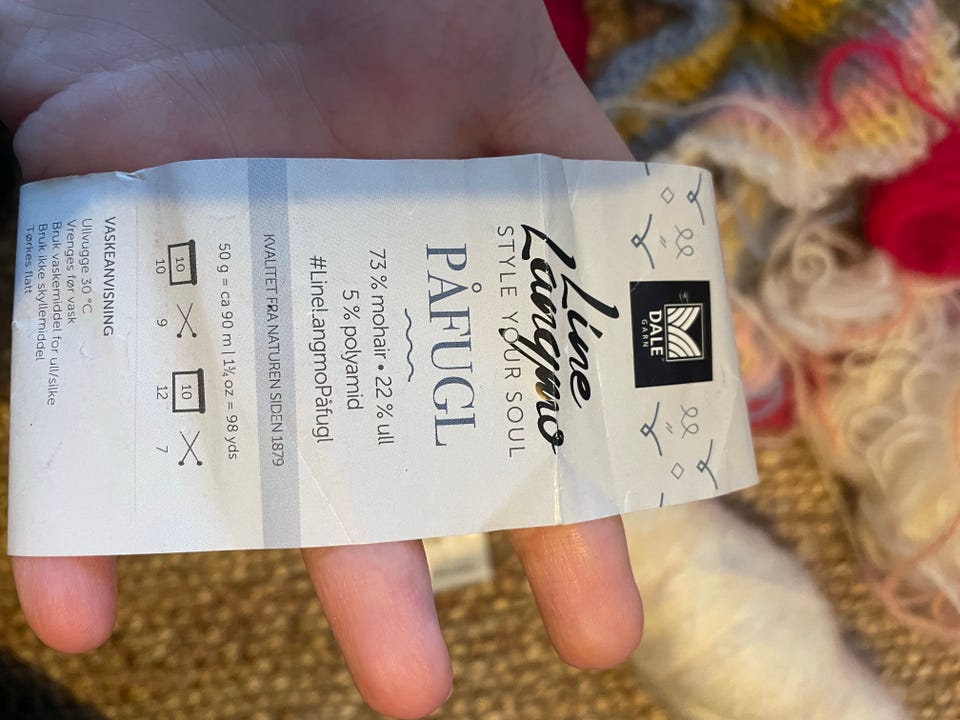 DALE
GARN
Line
Langmo
STYLE YOUR SOUL
PÅFUGL
73 % mohair • 22 % ull
5 % polyamid
#LineLangmoPåfugl
KVALITET FRA NATUREN SIDEN 1879
50 g = ca 90 m | 1¾ oz = 98 yds
10 10 9 10 12 7
VASKEANVISNING
Ullvugge 30 °C
Vrenges før vask
Bruk vaskemiddel for ull/silke
Bruk ikke skyllemiddel
Tørkes flatt